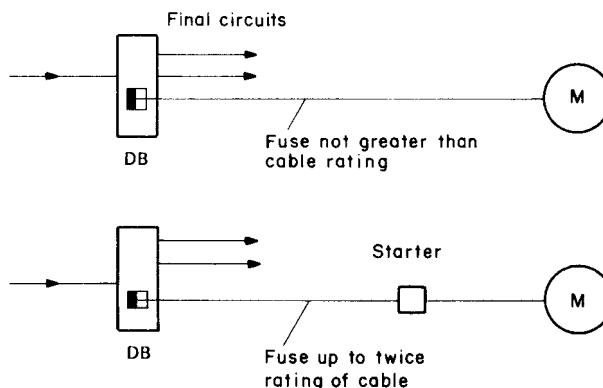 Final circuits
M
DB
Fuse not greater than
cable rating
Starter
M
DB
Fuse up to twice
rating of cable